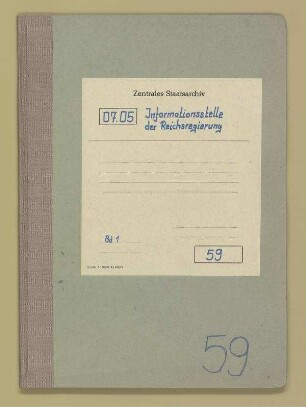 Zentrales Staatsarchiv
07.05 Informationsstelle
der Reichsregierung
Bd 1
59
59